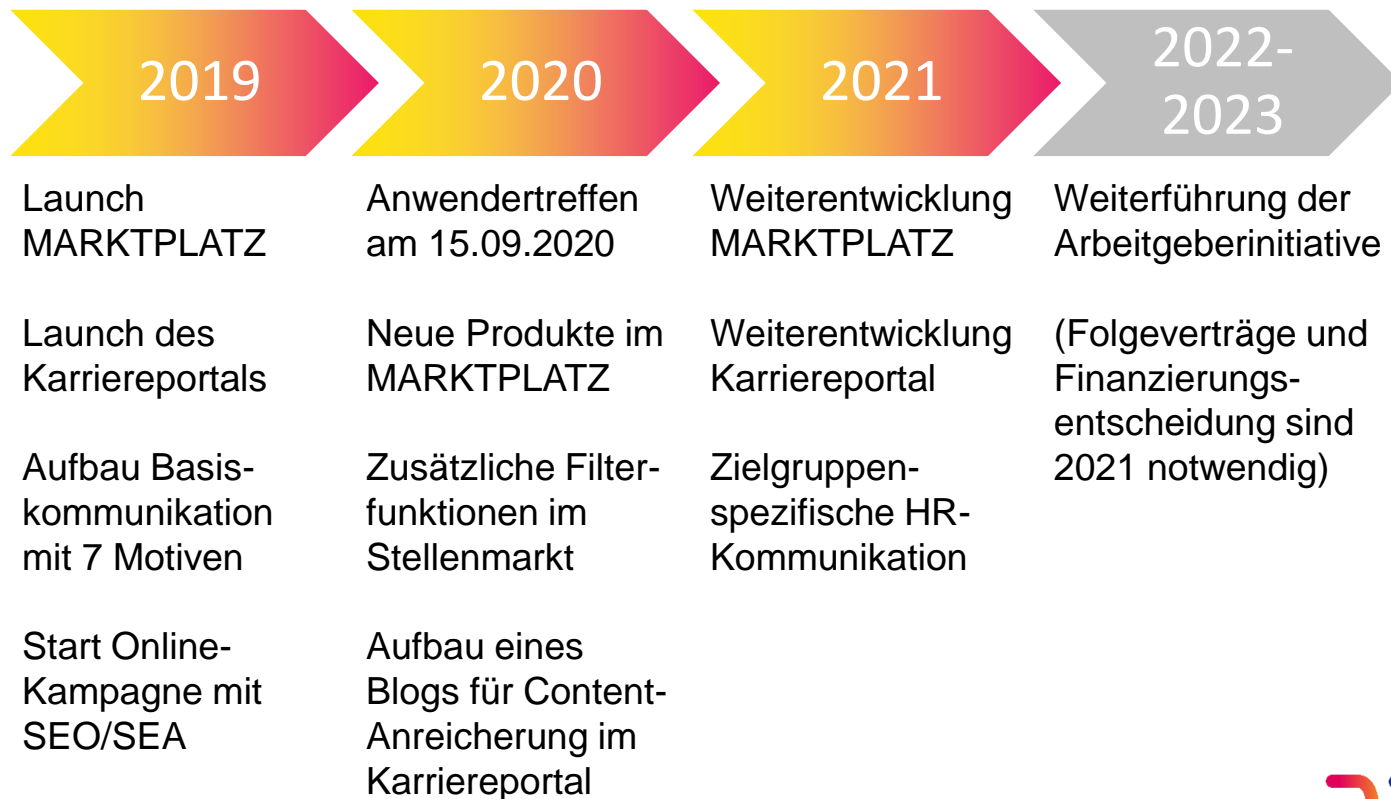 2019
Launch
MARKTPLATZ
Launch des
Karriereportals
Aufbau Basis-
kommunikation
mit 7 Motiven
Start Online-
Kampagne mit
SEO/SEA
2020
Anwendertreffen
am 15.09.2020
Neue Produkte im
MARKTPLATZ
Zusätzliche Filter-
funktionen im
Stellenmarkt
Aufbau eines
Blogs für Content-
Anreicherung im
Karriereportal
2021
Weiterentwicklung
MARKTPLATZ
Weiterentwicklung
Karriereportal
Zielgruppen-
spezifische HR-
Kommunikation
2022-
2023
Weiterführung der
Arbeitgeberinitiative
(Folgeverträge und
Finanzierungs-
entscheidung sind
2021 notwendig)